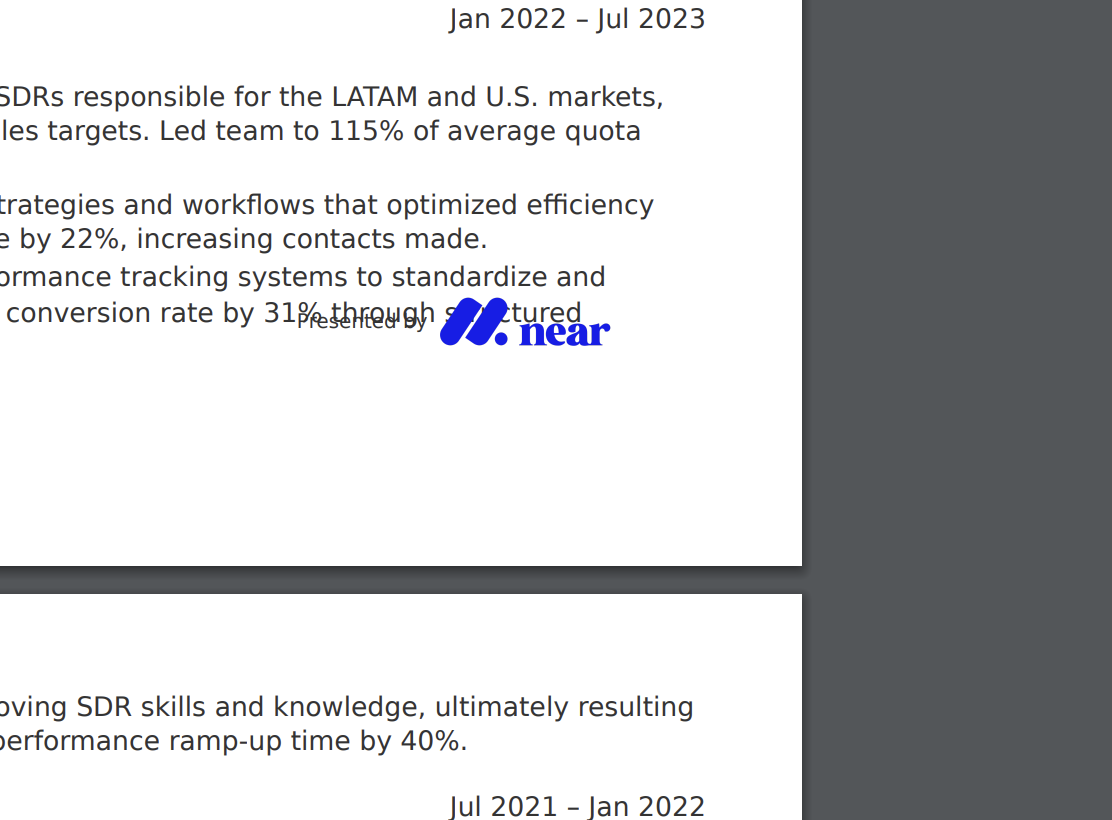 Jan 2022 – Jul 2023
SDRs responsible for the LATAM and U.S. markets,
les targets. Led team to 115% of average quota
trategies and workflows that optimized efficiency
e by 22%, increasing contacts made.
ormance tracking systems to standardize and
conversion rate by 31% through structured
Presented by near
oving SDR skills and knowledge, ultimately resulting
performance ramp-up time by 40%.
Jul 2021 – Jan 2022